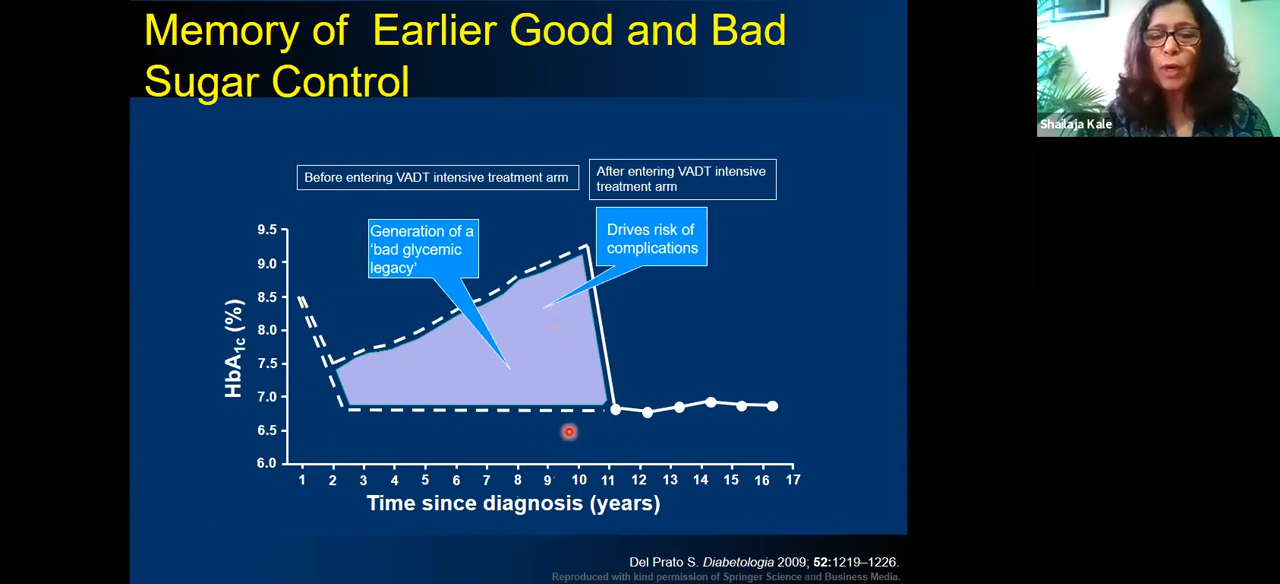 Memory of Earlier Good and Bad
Sugar Control
Shailaja Kale
Before entering VADT intensive treatment arm
After entering VADT intensive
treatment arm
Generation of a
'bad glycemic
legacy'
Drives risk of
complications
9.5
9.0
8.5
8.0
7.5
7.0
6.5
6.0
HbA1c (%)
1 2 3 4 5 6 7 8 9 10 11 12 13 14 15 16 17
Time since diagnosis (years)
Del Prato S. Diabetologia 2009; 52:1219–1226.
Reproduced with kind permission of Springer Science and Business Media.